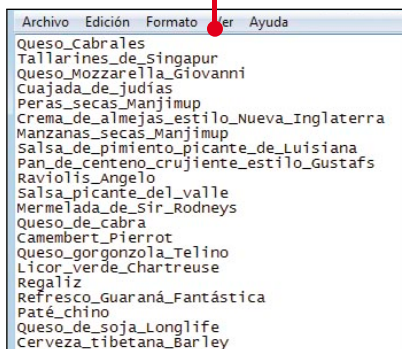 Archivo Edición Formato Ver Ayuda
Queso_Cabrales
Tallarines_de_Singapur
Queso_Mozzarella_Giovanni
Cuajada_de_judías
Peras_secas_Manjimup
Crema_de_almejas_estilo_Nueva_Inglaterra
Manzanas_secas_Manjimup
Salsa_de_pimiento_picante_de_Luisiana
Pan_de_centeno_crujiente_estilo_Gustafs
Raviolis_Angelo
Salsa_picante_del_valle
Mermelada_de_Sir_Rodneys
Queso_de_cabra
Camembert_Pierrot
Queso_gorgonzola_Telino
Licor_verde_Chartreuse
Regaliz
Refresco_Guaraná_Fantástica
Paté_chino
Queso_de_soja_Longlife
Cerveza_tibetana_Barley